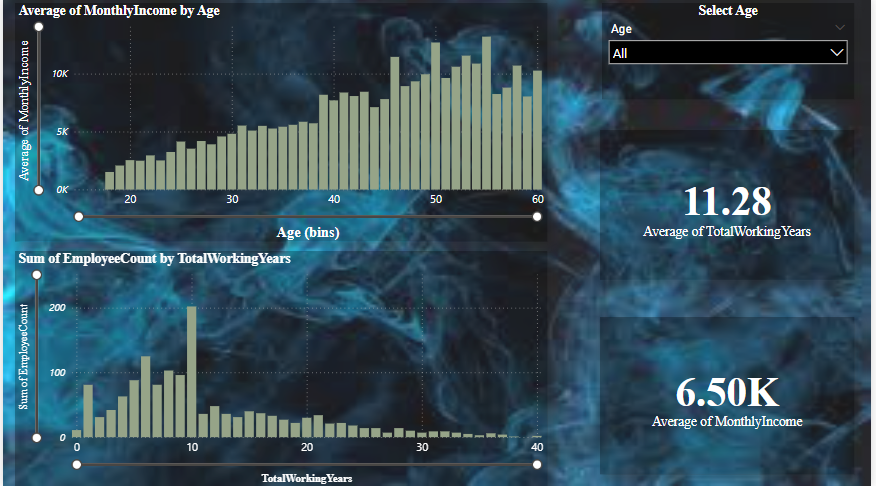 Average of MonthlyIncome by Age
Average of MonthlyIncome
10K
5K
0K
20 30 40 50 60
Age (bins)
Sum of EmployeeCount by TotalWorkingYears
Sum of EmployeeCount
200
100
0
0 10 20 30 40
TotalWorkingYears
Select Age
Age
All
11.28
Average of TotalWorkingYears
6.50K
Average of MonthlyIncome